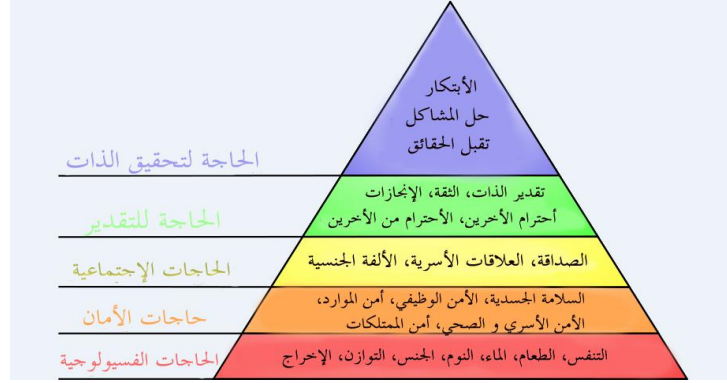 الأبتكار
حل المشاكل
تقبل الحقائق
الحاجة لتحقيق الذات
تقدير الذات، الثقة، الإنجازات
أحترام الأخرين، الأحترام من الأخرين
الحاجة للتقدير
الصداقة، العلاقات الأسرية، الألفة الجنسية
الحاجات الإجتماعية
السلامة الجسدية، الأمن الوظيفي، أمن الموارد،
الأمن الأسري و الصحي، أمن الممتلكات
حاجات الأمان
التنفس، الطعام، الماء، النوم، الجنس، التوازن، الإخراج
الحاجات الفسيولوجية